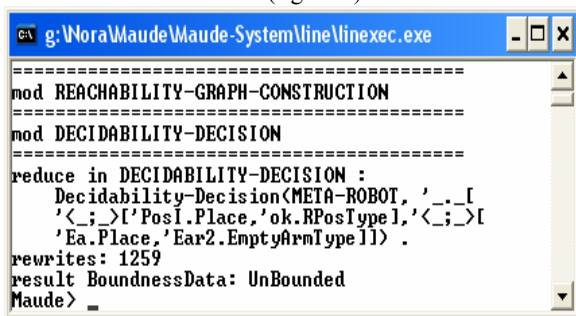 g:\Nora\Maude\Maude-System\line\linexec.exe
==========================================
mod REACHABILITY-GRAPH-CONSTRUCTION
==========================================
mod DECIDABILITY-DECISION
==========================================
reduce in DECIDABILITY-DECISION :
Decidability-Decision(META-ROBOT, '_._[
'<_;_>['PosI.Place,'ok.RPosType],'<_;_>[
'Ea.Place,'Ear2.EmptyArmType]]) .
rewrites: 1259
result BoundnessData: UnBounded
Maude> _